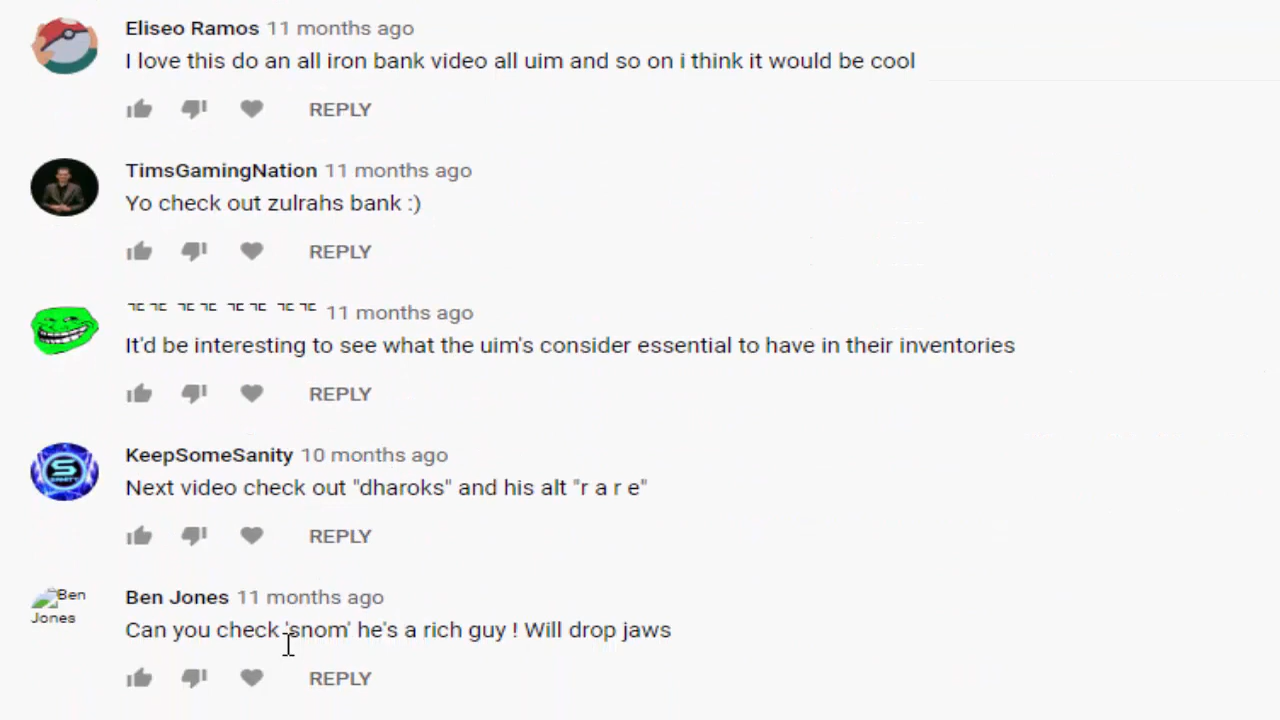 Eliseo Ramos 11 months ago
I love this do an all iron bank video all uim and so on i think it would be cool
REPLY
TimsGamingNation 11 months ago
Yo check out zulrahs bank :)
REPLY
11 months ago
It'd be interesting to see what the uim's consider essential to have in their inventories
REPLY
KeepSomeSanity 10 months ago
Next video check out "dharoks" and his alt "r a r e"
REPLY
Ben Jones
Ben Jones 11 months ago
Can you check 'snom' he's a rich guy ! Will drop jaws
REPLY